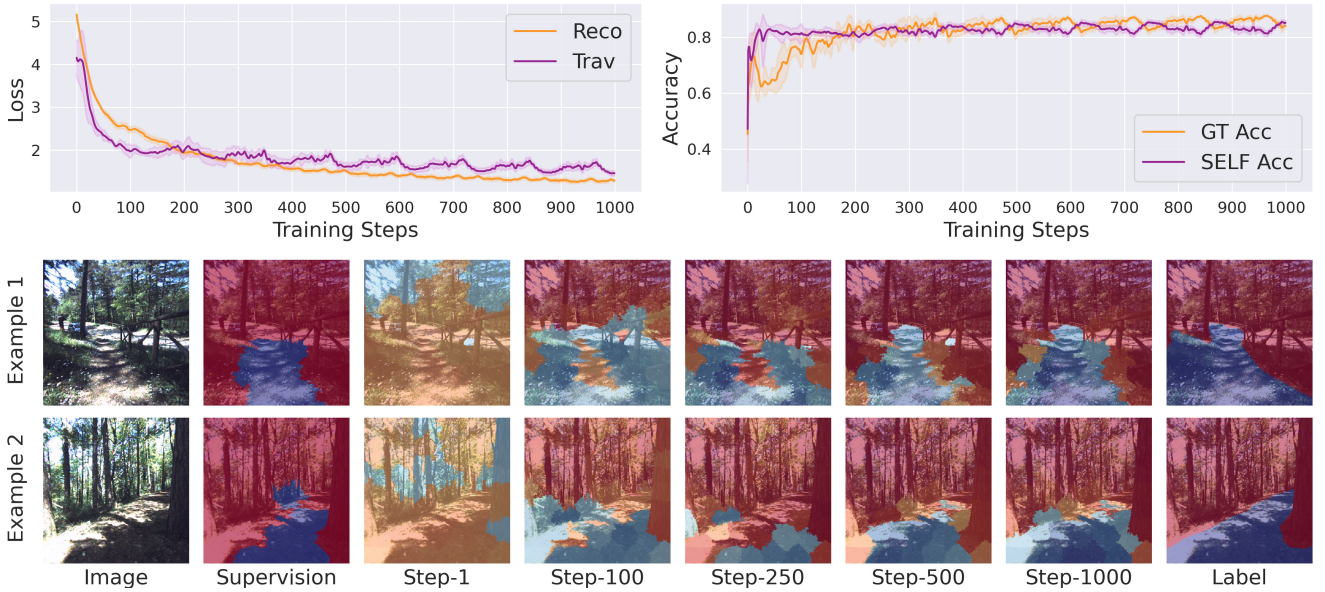 5
4
3
2
Loss
Reco
Trav
0 100 200 300 400 500 600 700 800 900 1000
Training Steps
0.8
0.6
0.4
Accuracy
GT Acc
SELF Acc
0 100 200 300 400 500 600 700 800 900 1000
Training Steps
Example 1
Example 2
Image Supervision Step-1 Step-100 Step-250 Step-500 Step-1000 Label